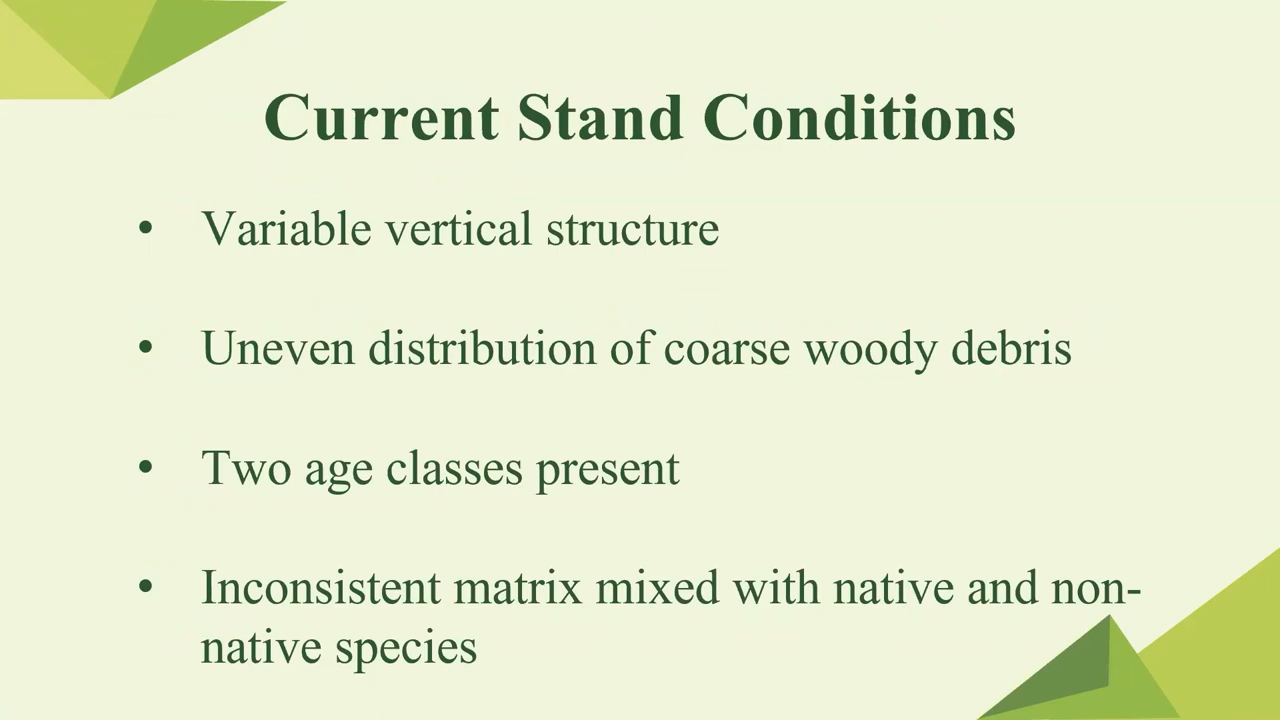 Current Stand Conditions
• Variable vertical structure
• Uneven distribution of coarse woody debris
• Two age classes present
• Inconsistent matrix mixed with native and non-
native species